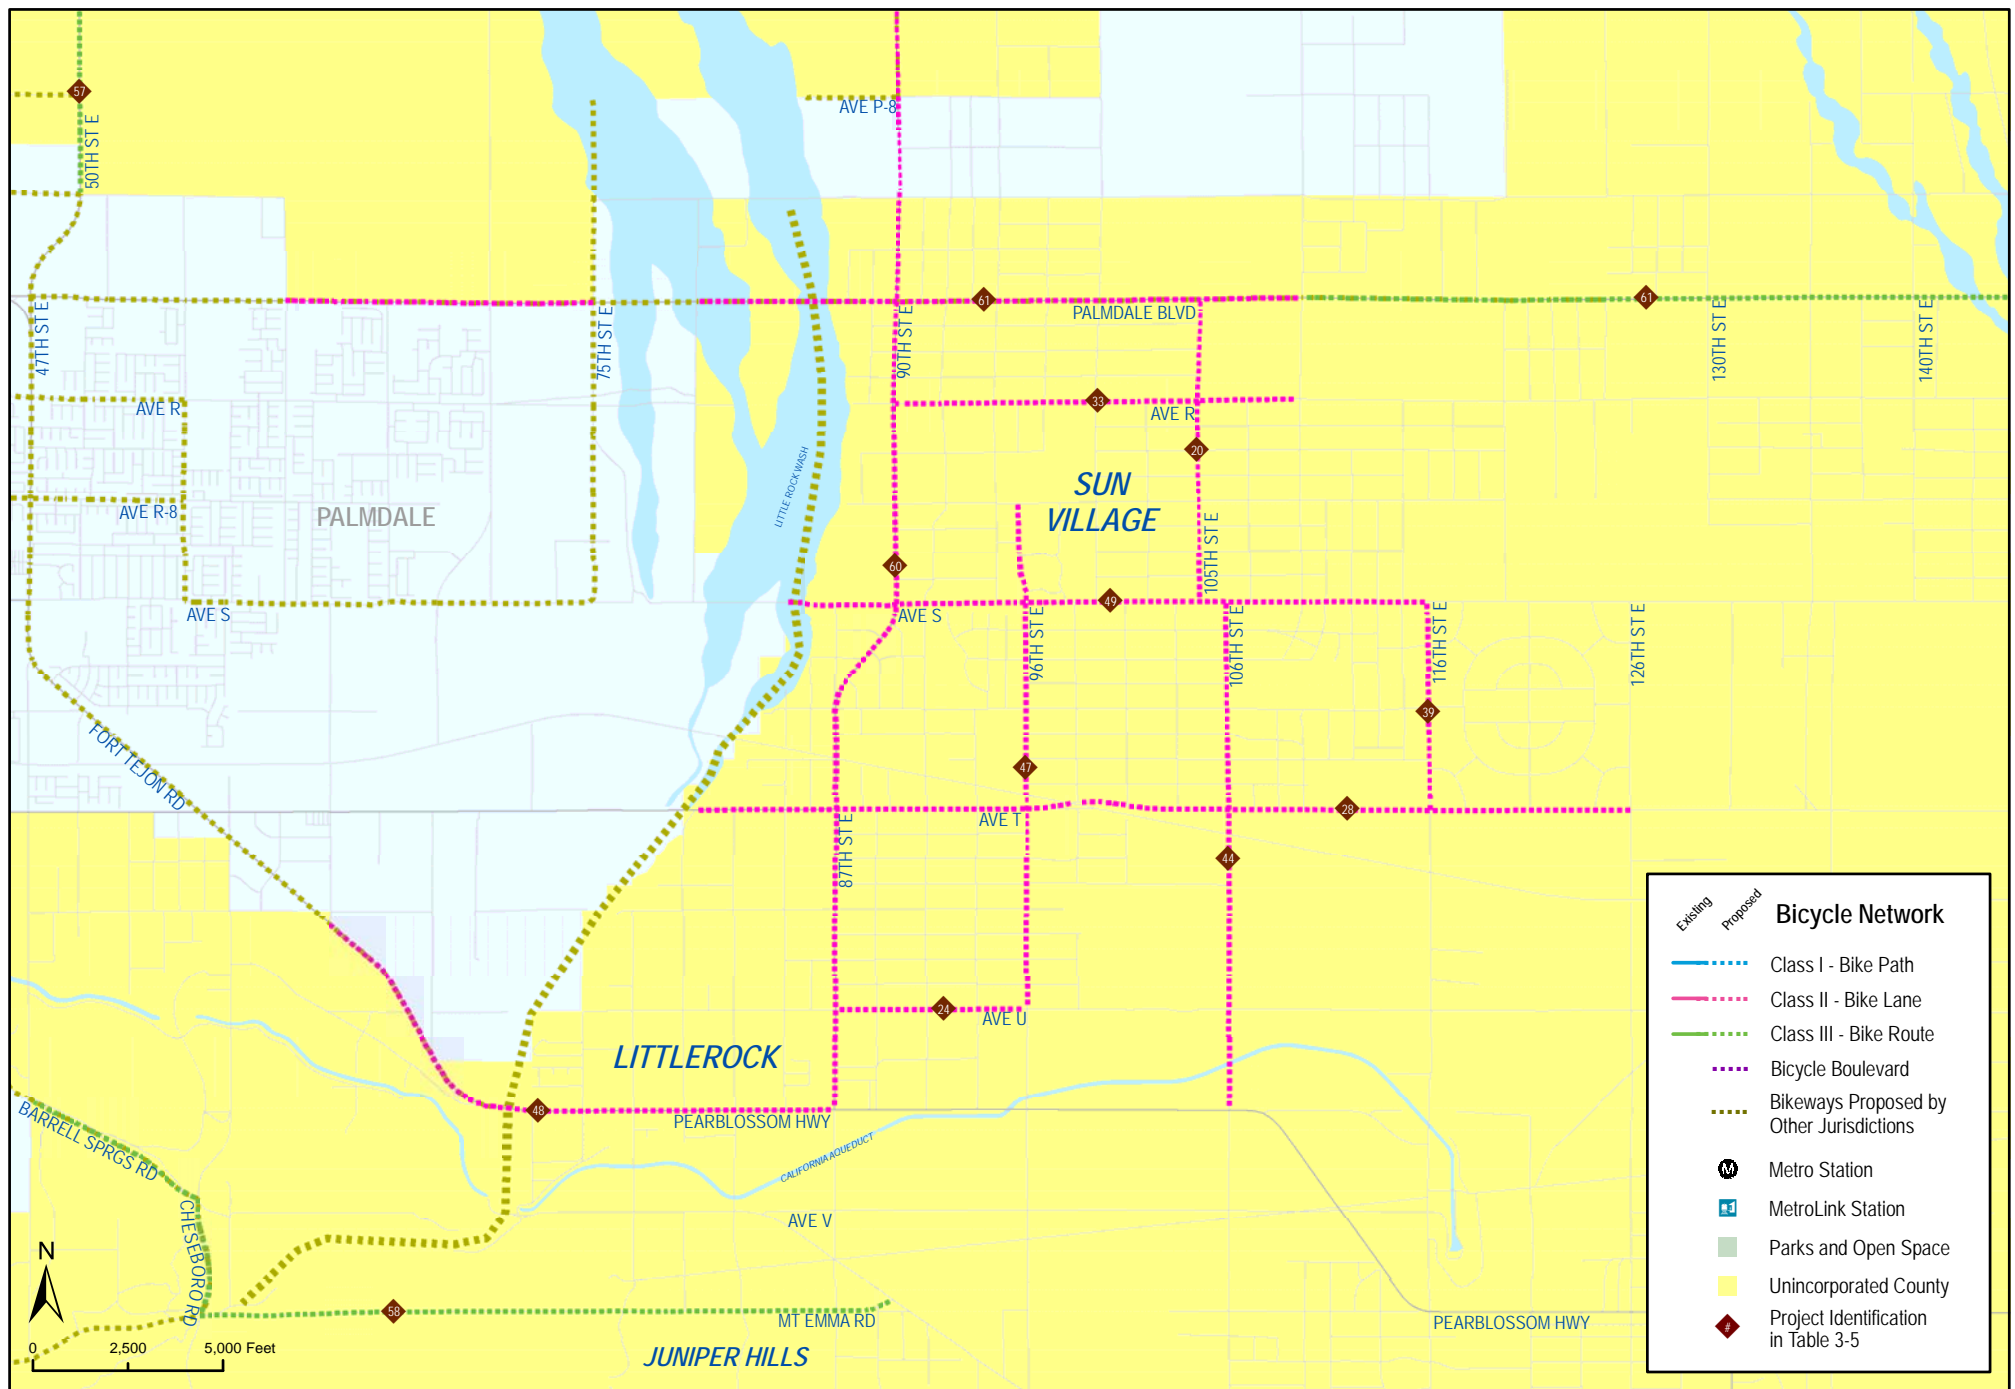 57
50TH ST E
AVE P-8
47TH ST E
75TH ST E
90TH ST E
61
PALMDALE BLVD
61
130TH ST E
140TH ST E
AVE R
33
AVE R
20
LITTLE ROCK WASH
SUN
VILLAGE
AVE R-8
PALMDALE
105TH ST E
60
AVE S
AVE S
49
96TH ST E
106TH ST E
116TH ST E
126TH ST E
39
FORT TEJON RD
47
AVE T
28
87TH ST E
44
24
AVE U
LITTLEROCK
48
PEARBLOSSOM HWY
CALIFORNIA AQUEDUCT
BARRELL SPRGS RD
CHESEBORO RD
AVE V
58
MT EMMA RD
JUNIPER HILLS
PEARBLOSSOM HWY
N
0 2,500 5,000 Feet
Existing
Proposed
Bicycle Network
Class I - Bike Path
Class II - Bike Lane
Class III - Bike Route
Bicycle Boulevard
Bikeways Proposed by
Other Jurisdictions
M
Metro Station
MetroLink Station
Parks and Open Space
Unincorporated County
#
Project Identification
in Table 3-5